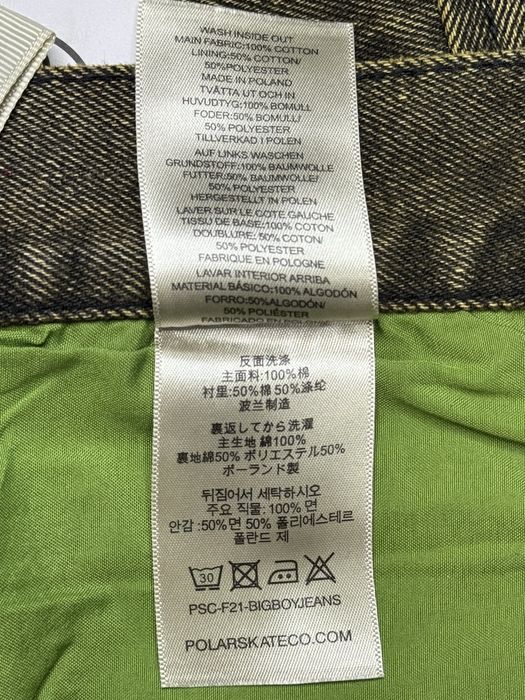 WASH INSIDE OUT
MAIN FABRIC:100% COTTON
LINING:50% COTTON/
50%POLYESTER
MADE IN POLAND
TVÄTTA UT OCH IN
HUVUDTYG:100% BOMULL
FODER:50% BOMULL/
50% POLYESTER
TILLVERKAD I POLEN
AUF LINKS WASCHEN
GRUNDSTOFF:100% BAUMWOLLE
FUTTER:50% BAUMWOLLE/
50% POLYESTER
HERGESTELLT IN POLEN
LAVER SUR LE COTE GAUCHE
TISSU DE BASE:100% COTON
DOUBLURE: 50% COTON/
50% POLYESTER
FABRIQUE EN POLOGNE
LAVAR INTERIOR ARRIBA
MATERIAL BÁSICO:100% ALGODÓN
FORRO:50%ALGODÓN/
50% POLIÉSTER
FABRICADO EN POLONIA
反面洗涤
主面料:100%棉
衬里:50%棉 50%涤纶
波兰制造
裏返してから洗濯
主生地 綿100%
裏地綿50% ポリエステル50%
ポーランド製
뒤집어서 세탁하시오
주요 직물: 100% 면
안감 :50%면 50% 폴리에스테르
폴란드 제
30
PSC-F21-BIGBOYJEANS
POLARSKATECO.COM